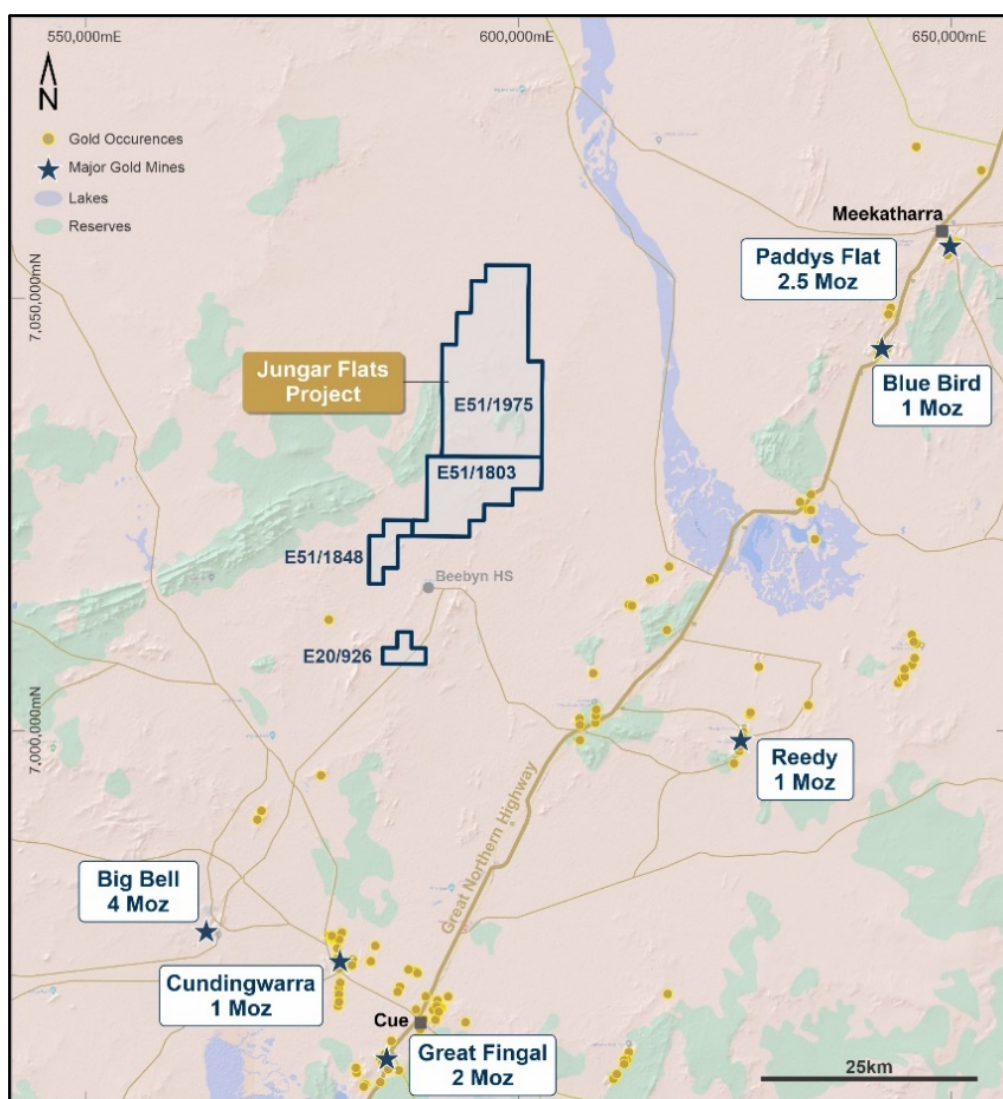 550,000mE
600,000mE
650,000mE
N
Gold Occurences
Major Gold Mines
Lakes
Reserves
7,050,000mN
7,000,000mN
Meekatharra
Paddys Flat
2.5 Moz
Blue Bird
1 Moz
Jungar Flats
Project
E51/1975
E51/1803
E51/1848
Beebyn HS
E20/926
Reedy
1 Moz
Great Northern Highway
Big Bell
4 Moz
Cundingwarra
1 Moz
Cue
Great Fingal
2 Moz
25km